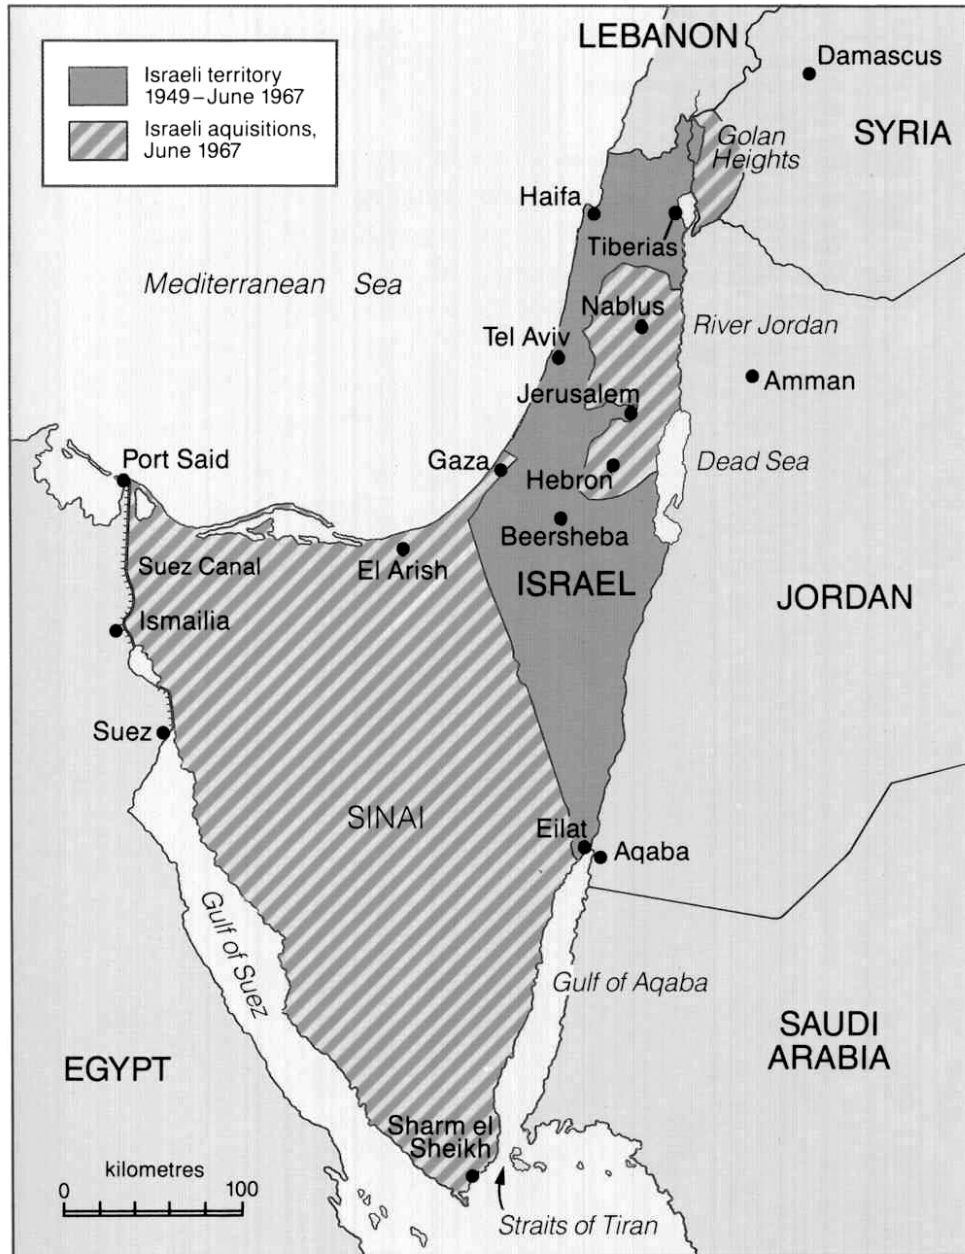 Israeli territory
1949–June 1967
Israeli aquisitions,
June 1967
LEBANON
Damascus
SYRIA
Golan
Heights
Haifa
Tiberias
Mediterranean Sea
Nablus
River Jordan
Tel Aviv
Amman
Jerusalem
Port Said
Gaza
Hebron
Dead Sea
Beersheba
Suez Canal
El Arish
ISRAEL
JORDAN
Ismailia
Suez
SINAI
Eilat
Aqaba
Gulf of Suez
Gulf of Aqaba
SAUDI
ARABIA
EGYPT
Sharm el
Sheikh
kilometres
0 100
Straits of Tiran